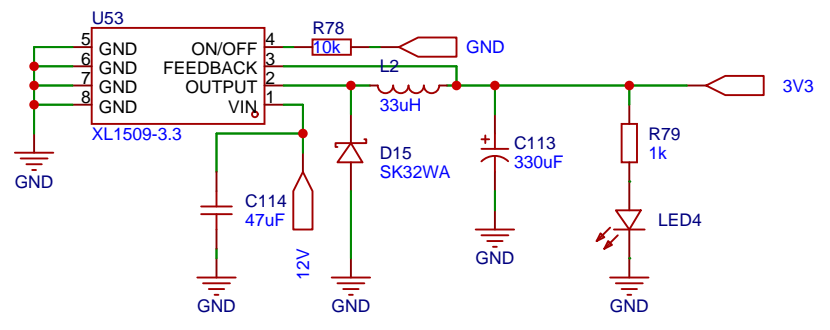 U53
5 GND
6 GND
7 GND
8 GND
ON/OFF 4
FEEDBACK 3
OUTPUT 2
VIN 1
XL1509-3.3
GND
R78
10k
GND
L2
33uH
3V3
C114
47uF
GND
12V
D15
SK32WA
GND
C113
330uF
GND
R79
1k
LED4
GND